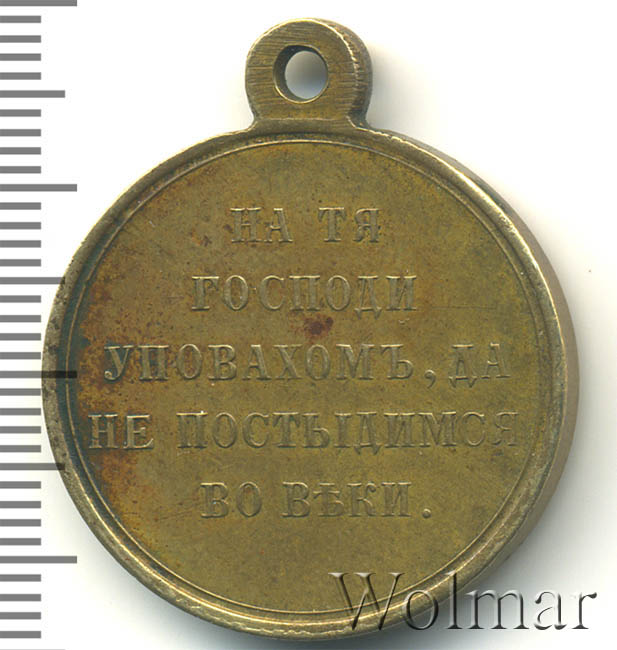 НА ТЯ
ГОСПОДИ
УПОВАХОМЪ, ДА
НЕ ПОСТЫДИМСЯ
ВО ВѢКИ.
Wolmar